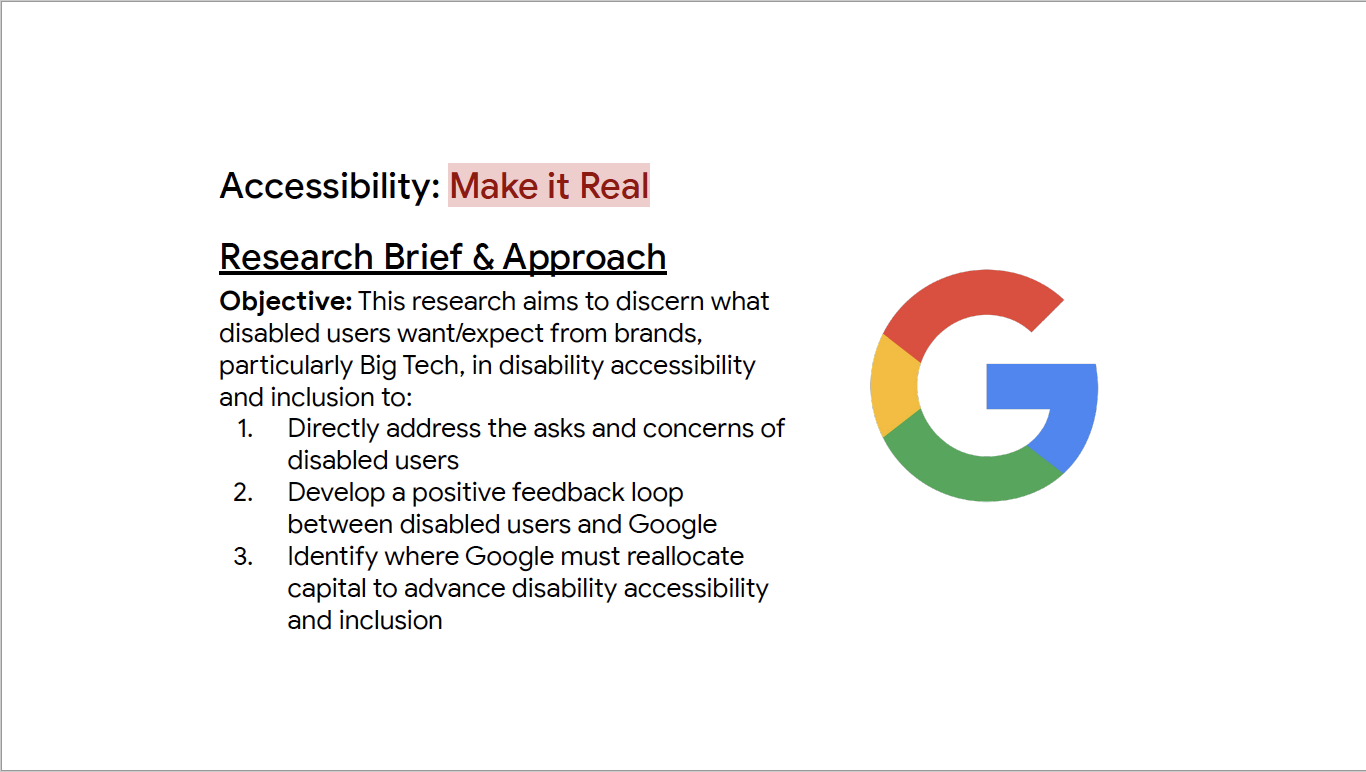 Accessibility: Make it Real
Research Brief & Approach
Objective: This research aims to discern what
disabled users want/expect from brands,
particularly Big Tech, in disability accessibility
and inclusion to:
1. Directly address the asks and concerns of
disabled users
2. Develop a positive feedback loop
between disabled users and Google
3. Identify where Google must reallocate
capital to advance disability accessibility
and inclusion
G